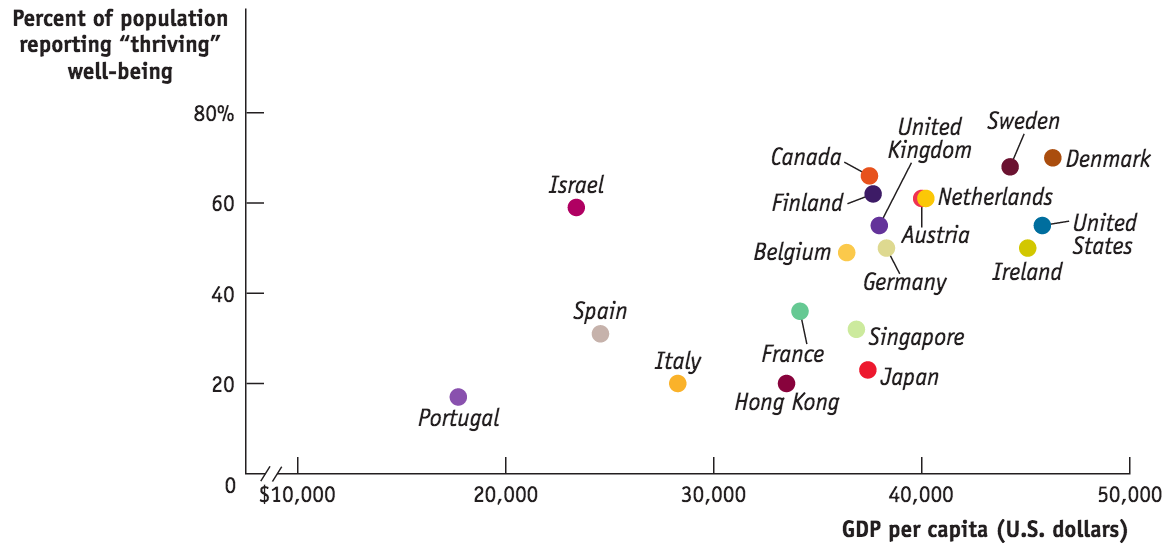 Percent of population
reporting “thriving”
well-being
80%
60
40
20
0
United
Kingdom
Sweden
Canada
Denmark
Israel
Finland
Netherlands
Austria
United
States
Belgium
Germany
Ireland
Spain
France
Singapore
Italy
Japan
Hong Kong
Portugal
$10,000
20,000
30,000
40,000
50,000
GDP per capita (U.S. dollars)